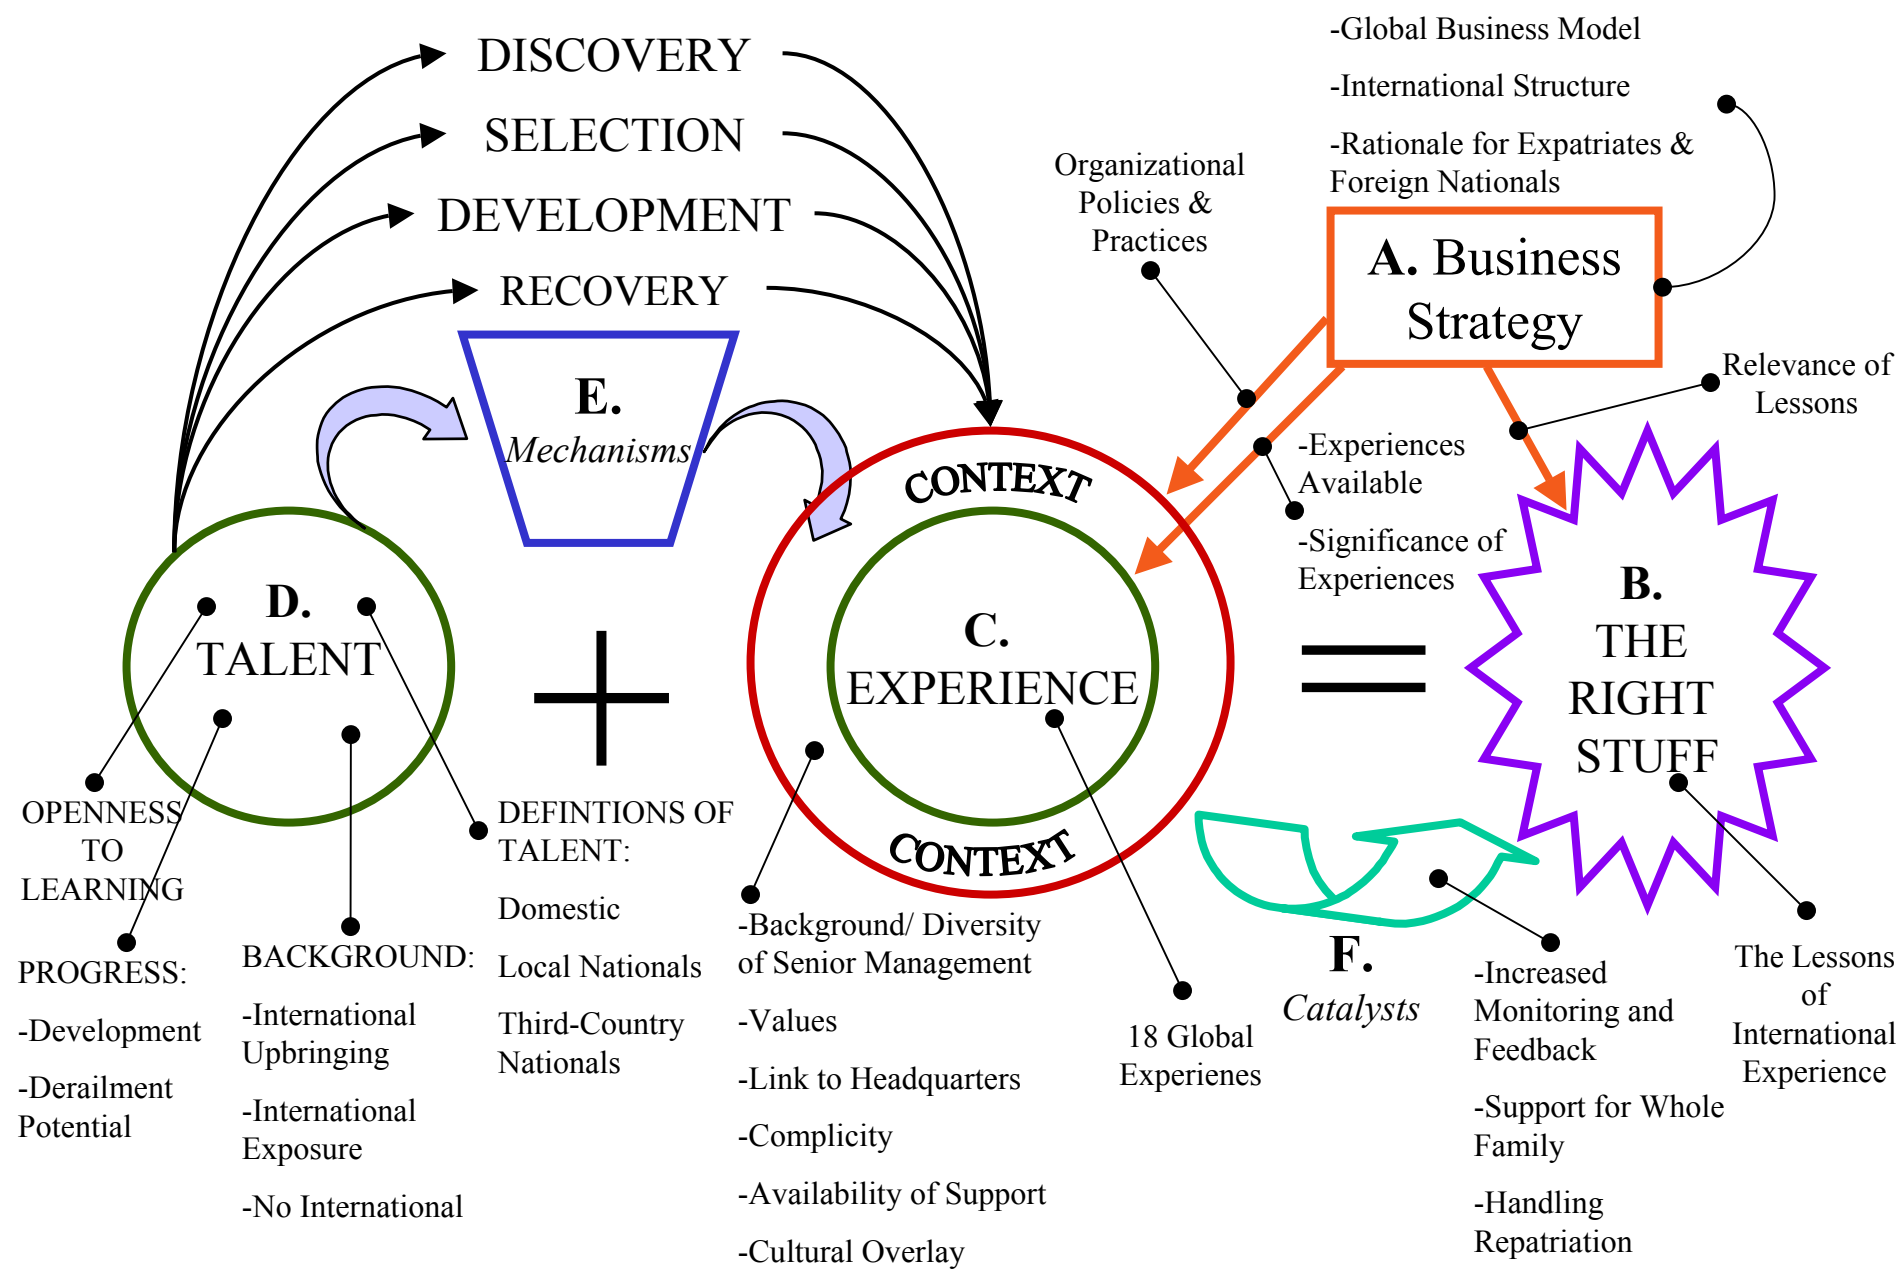 DISCOVERY
SELECTION
DEVELOPMENT
RECOVERY
-Global Business Model
-International Structure
-Rationale for Expatriates &
Foreign Nationals
Organizational
Policies &
Practices
A. Business
Strategy
Relevance of
Lessons
E.
Mechanisms
CONTEXT
-Experiences
Available
-Significance of
Experiences
D.
TALENT
C.
EXPERIENCE
B.
THE
RIGHT
STUFF
CONTEXT
OPENNESS
TO
LEARNING
PROGRESS:
-Development
-Derailment
Potential
BACKGROUND:
-International
Upbringing
-International
Exposure
-No International
DEFINTIONS OF
TALENT:
Domestic
Local Nationals
Third-Country
Nationals
-Background/ Diversity
of Senior Management
-Values
-Link to Headquarters
-Complicity
-Availability of Support
-Cultural Overlay
18 Global
Experienes
F.
Catalysts
-Increased
Monitoring and
Feedback
-Support for Whole
Family
-Handling
Repatriation
The Lessons
of
International
Experience